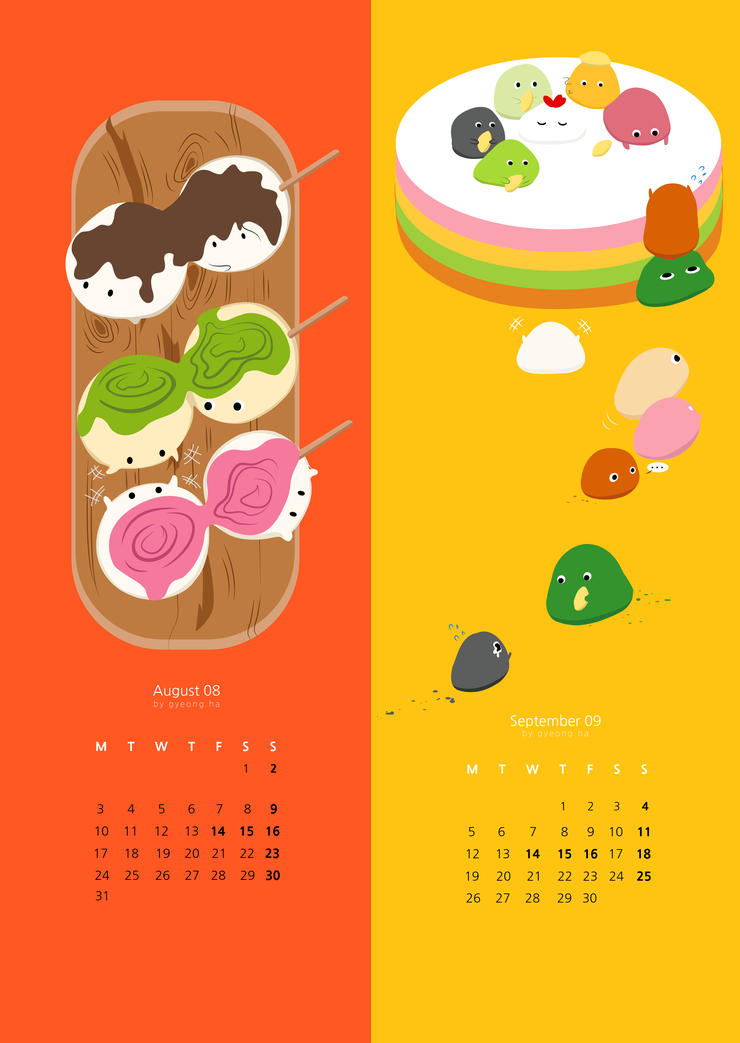 August 08
by gyeong ha
M T W T F S S
1 2
3 4 5 6 7 8 9
10 11 12 13 14 15 16
17 18 19 20 21 22 23
24 25 26 27 28 29 30
31
September 09
by gyeong ha
M T W T F S S
1 2 3 4
5 6 7 8 9 10 11
12 13 14 15 16 17 18
19 20 21 22 23 24 25
26 27 28 29 30